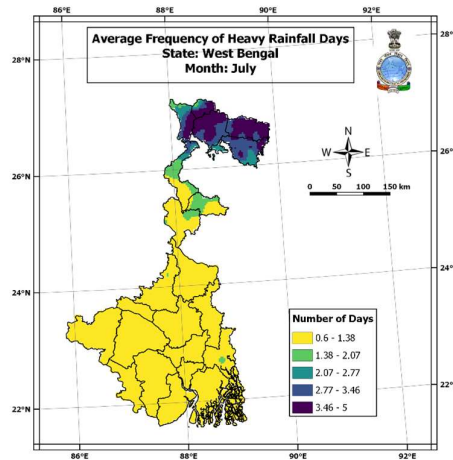 86°E
88°E
90°E
92°E
Average Frequency of Heavy Rainfall Days
State: West Bengal
Month: July
28°N
28°N
N
W
E
S
26°N
26°N
0
50
100
150 km
24°N
24°N
Number of Days
0.6 - 1.38
1.38 - 2.07
2.07 - 2.77
2.77 - 3.46
3.46 - 5
22°N
22°N
86°E
88°E
90°E
92°E